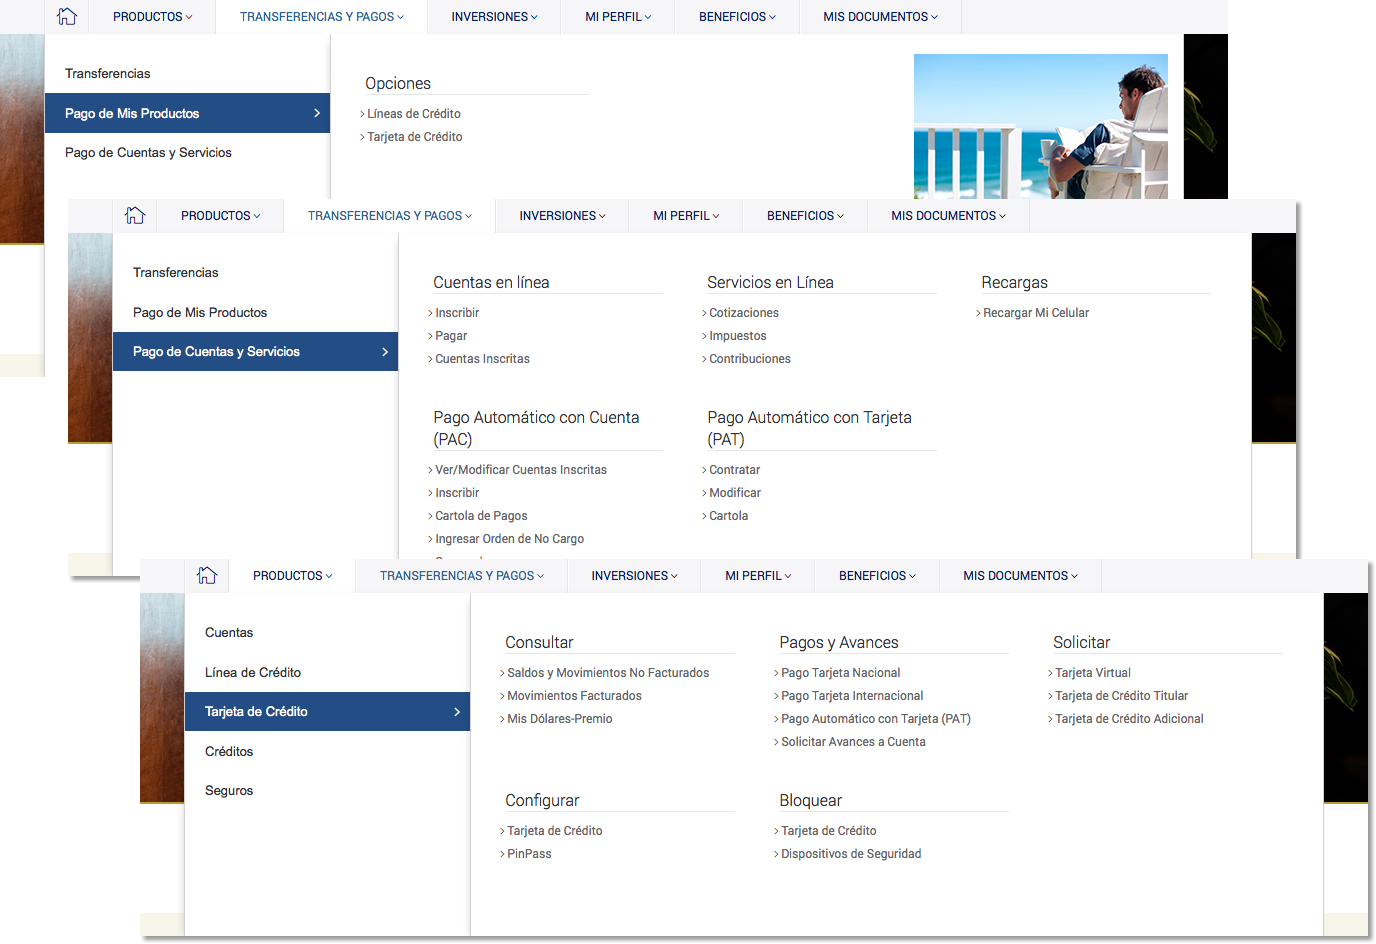 PRODUCTOS TRANSFERENCIAS Y PAGOS INVERSIONES MI PERFIL BENEFICIOS MIS DOCUMENTOS
Transferencias
Pago de Mis Productos
Pago de Cuentas y Servicios
Opciones
Líneas de Crédito
Tarjeta de Crédito
PRODUCTOS TRANSFERENCIAS Y PAGOS INVERSIONES MI PERFIL BENEFICIOS MIS DOCUMENTOS
Transferencias
Pago de Mis Productos
Pago de Cuentas y Servicios
Cuentas en línea
Inscribir
Pagar
Cuentas Inscritas
Servicios en Línea
Cotizaciones
Impuestos
Contribuciones
Recargas
Recargar Mi Celular
Pago Automático con Cuenta
(PAC)
Ver/Modificar Cuentas Inscritas
Inscribir
Cartola de Pagos
Ingresar Orden de No Cargo
Pago Automático con Tarjeta
(PAT)
Contratar
Modificar
Cartola
PRODUCTOS TRANSFERENCIAS Y PAGOS INVERSIONES MI PERFIL BENEFICIOS MIS DOCUMENTOS
Cuentas
Línea de Crédito
Tarjeta de Crédito
Créditos
Seguros
Consultar
Saldos y Movimientos No Facturados
Movimientos Facturados
Mis Dólares-Premio
Pagos y Avances
Pago Tarjeta Nacional
Pago Tarjeta Internacional
Pago Automático con Tarjeta (PAT)
Solicitar Avances a Cuenta
Solicitar
Tarjeta Virtual
Tarjeta de Crédito Titular
Tarjeta de Crédito Adicional
Configurar
Tarjeta de Crédito
PinPass
Bloquear
Tarjeta de Crédito
Dispositivos de Seguridad